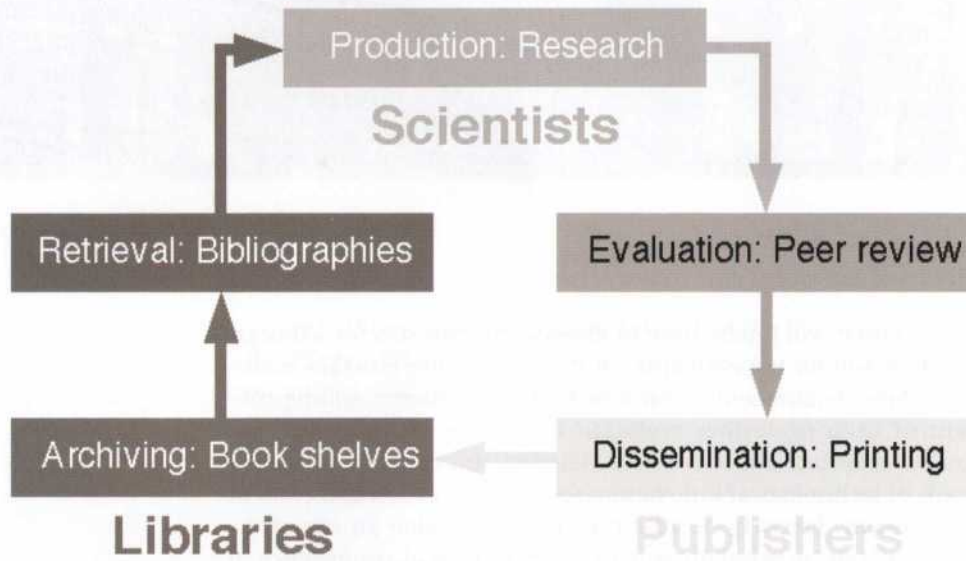 Production: Research
Scientists
Retrieval: Bibliographies
Evaluation: Peer review
Archiving: Book shelves
Dissemination: Printing
Libraries
Publishers